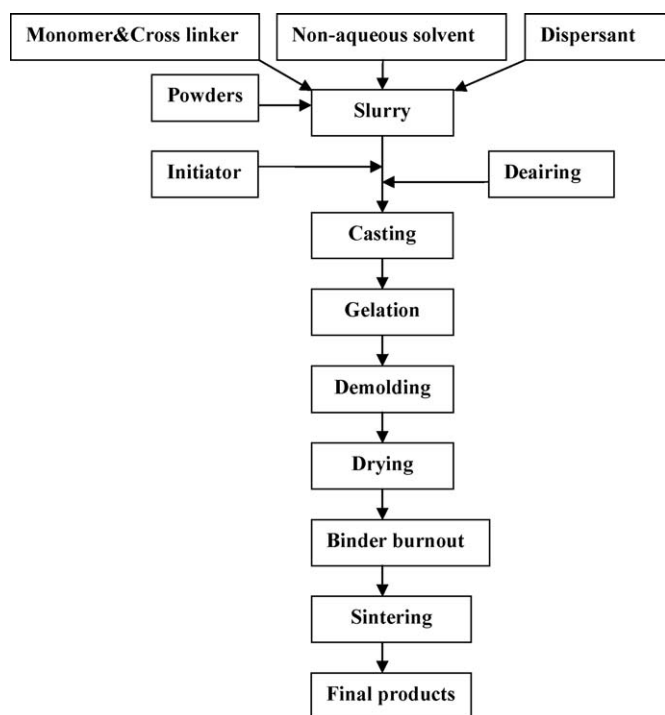 Monomer&Cross linker
Non-aqueous solvent
Dispersant
Powders
Slurry
Initiator
Deairing
Casting
Gelation
Demolding
Drying
Binder burnout
Sintering
Final products